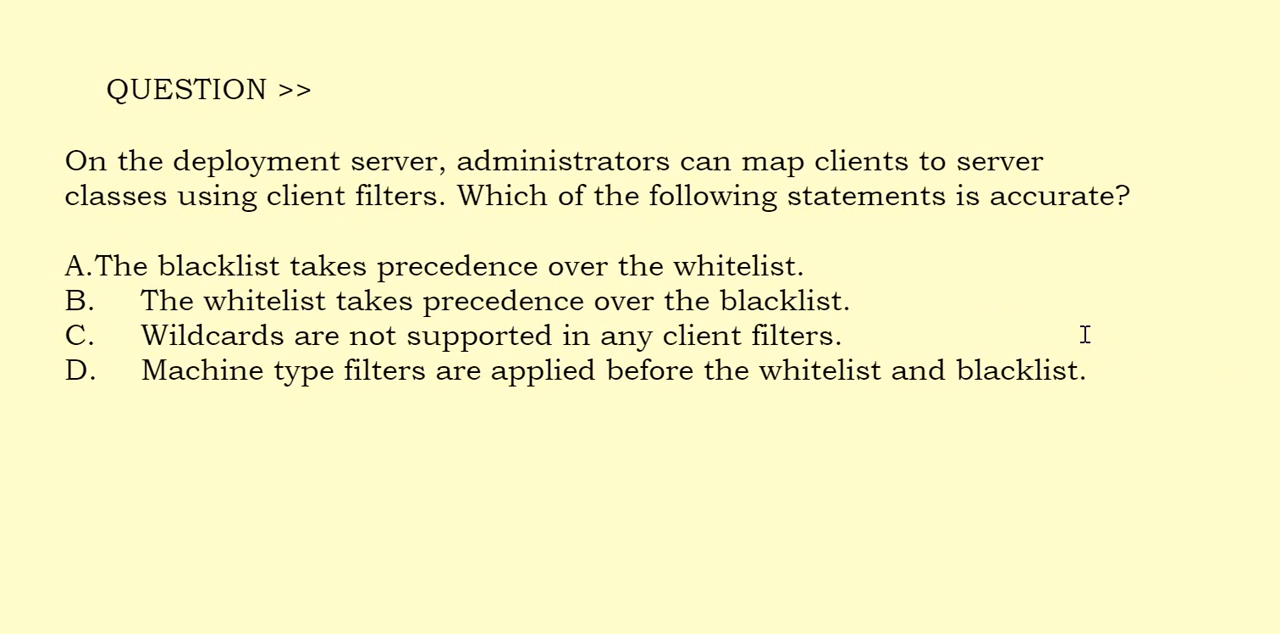 QUESTION >>
On the deployment server, administrators can map clients to server
classes using client filters. Which of the following statements is accurate?
A.The blacklist takes precedence over the whitelist.
B. The whitelist takes precedence over the blacklist.
C. Wildcards are not supported in any client filters.
D. Machine type filters are applied before the whitelist and blacklist.